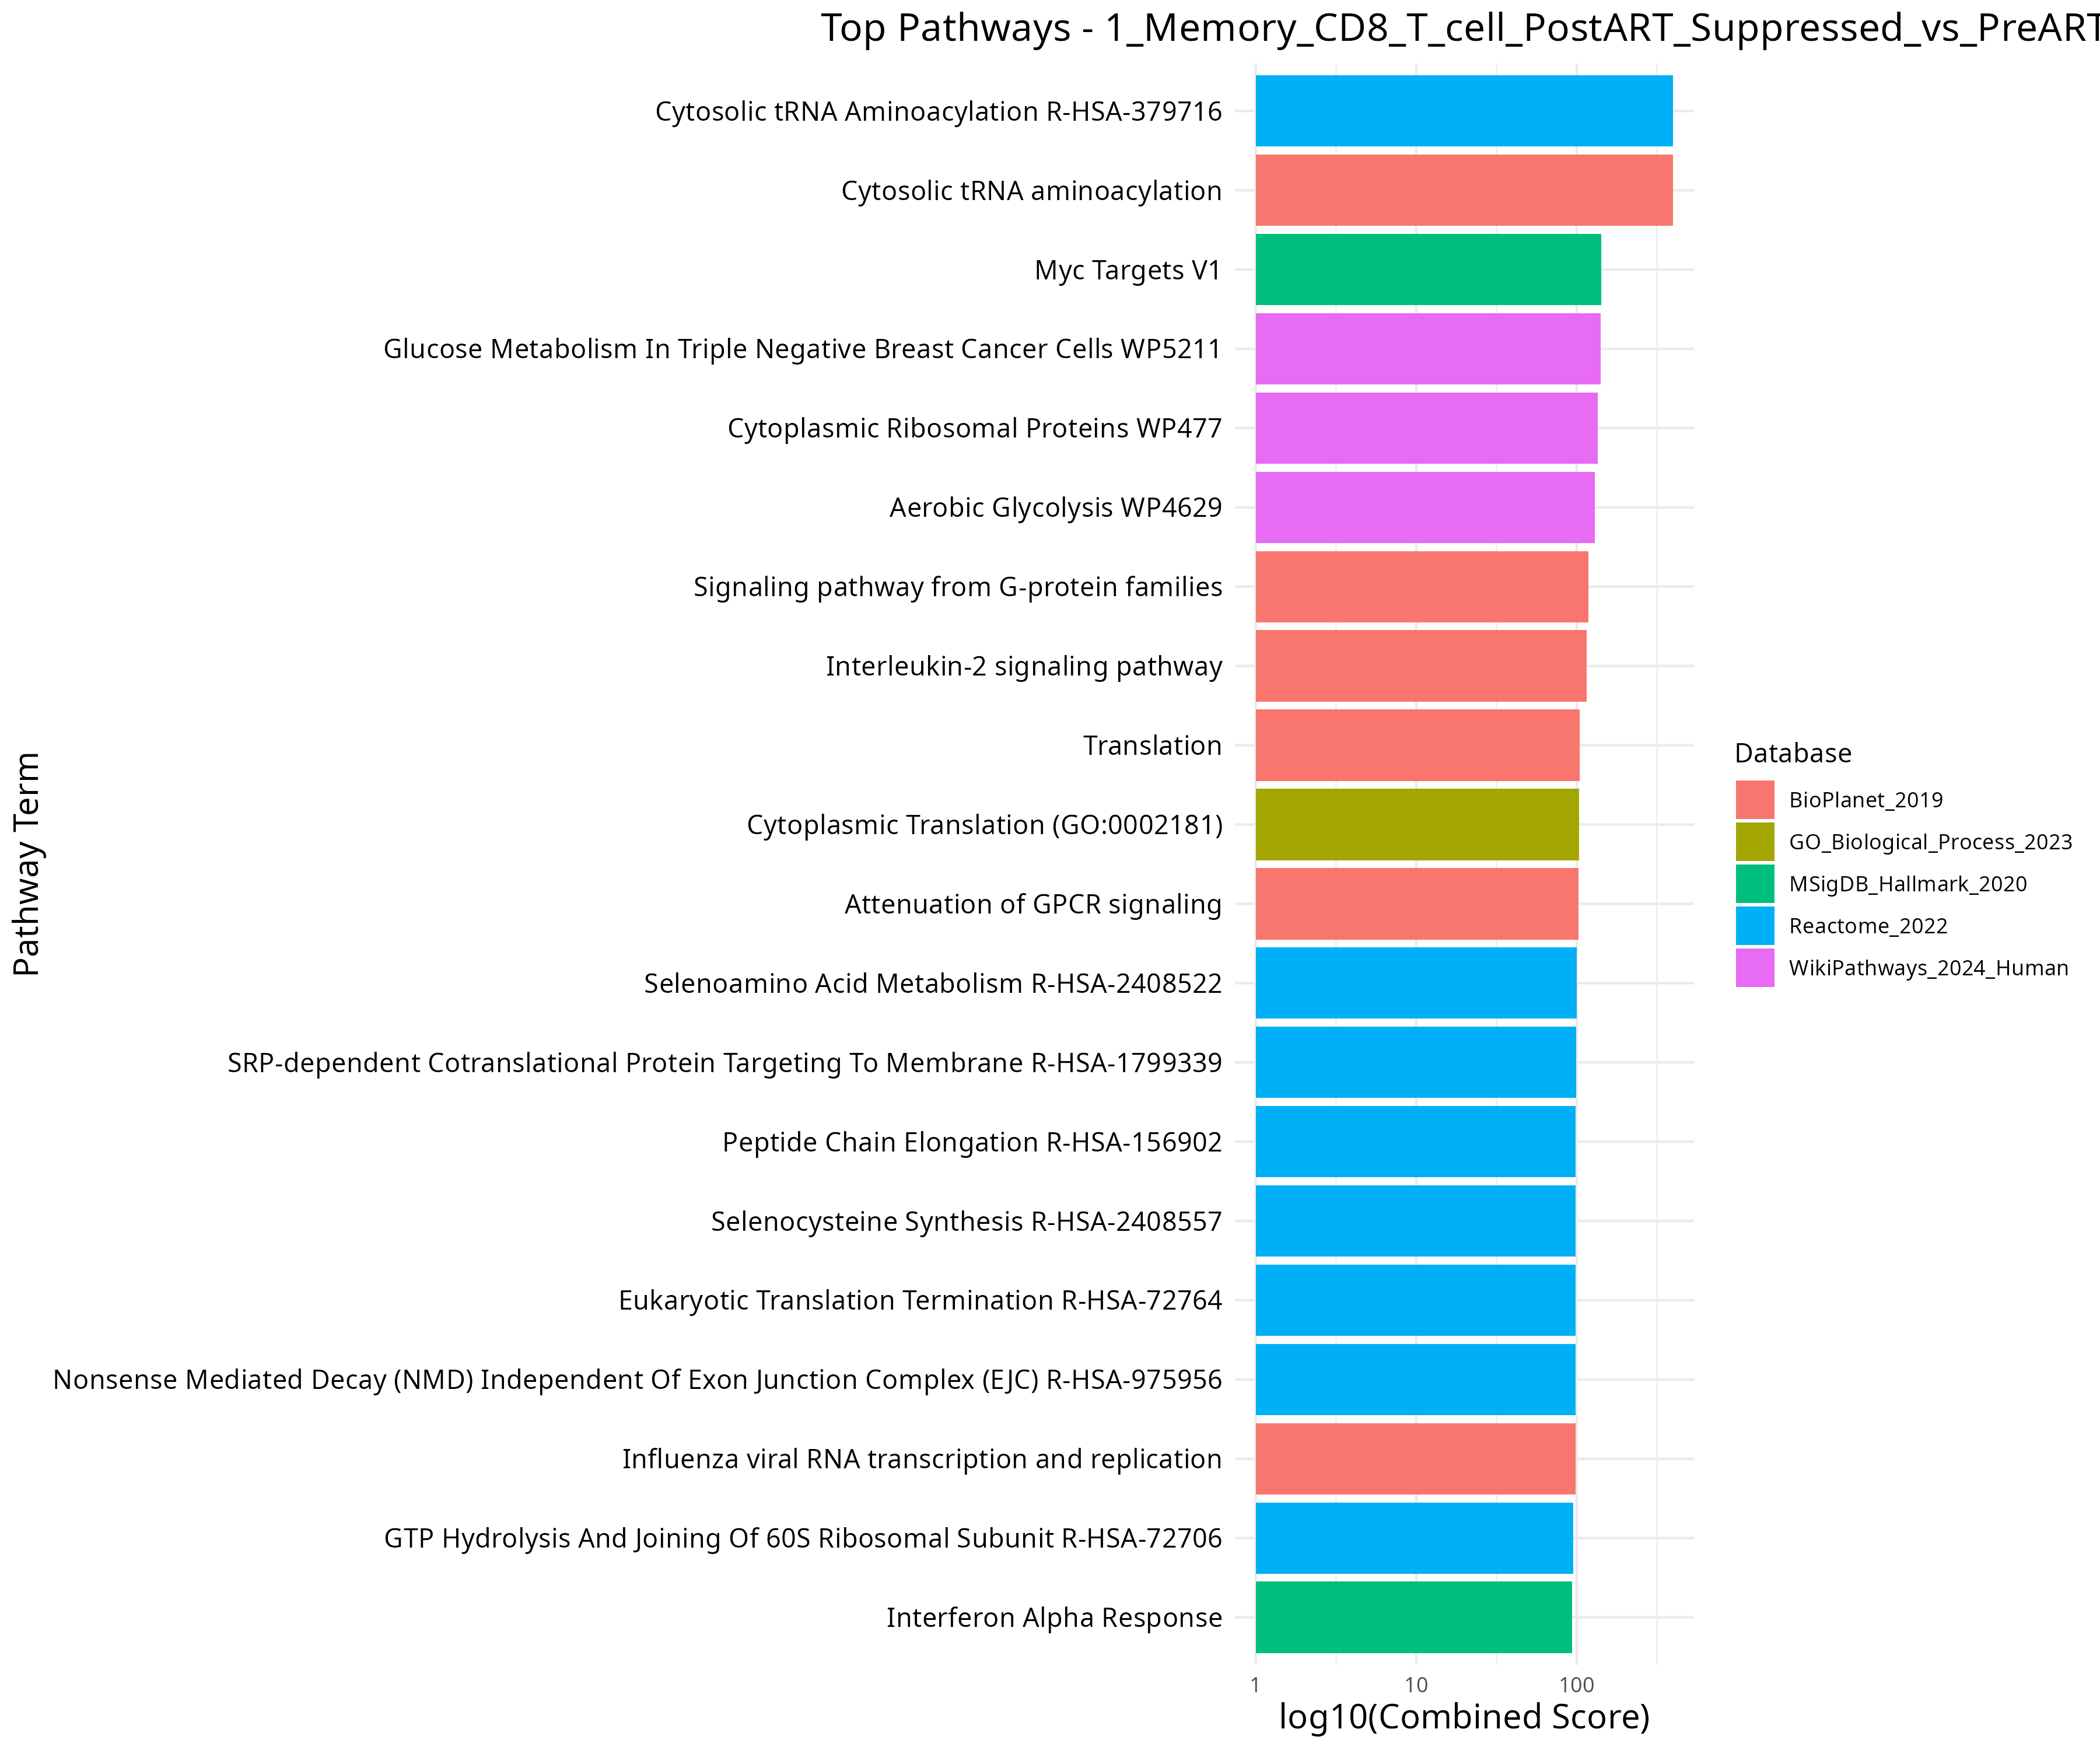 Top Pathways - 1_Memory_CD8_T_cell_PostART_Suppressed_vs_PreART
Cytosolic tRNA Aminoacylation R-HSA-379716
Cytosolic tRNA aminoacylation
Myc Targets V1
Glucose Metabolism In Triple Negative Breast Cancer Cells WP5211
Cytoplasmic Ribosomal Proteins WP477
Aerobic Glycolysis WP4629
Signaling pathway from G-protein families
Interleukin-2 signaling pathway
Translation
Cytoplasmic Translation (GO:0002181)
Attenuation of GPCR signaling
Selenoamino Acid Metabolism R-HSA-2408522
SRP-dependent Cotranslational Protein Targeting To Membrane R-HSA-1799339
Peptide Chain Elongation R-HSA-156902
Selenocysteine Synthesis R-HSA-2408557
Eukaryotic Translation Termination R-HSA-72764
Nonsense Mediated Decay (NMD) Independent Of Exon Junction Complex (EJC) R-HSA-975956
Influenza viral RNA transcription and replication
GTP Hydrolysis And Joining Of 60S Ribosomal Subunit R-HSA-72706
Interferon Alpha Response
Pathway Term
1 10 100
log10(Combined Score)
Database
BioPlanet_2019
GO_Biological_Process_2023
MSigDB_Hallmark_2020
Reactome_2022
WikiPathways_2024_Human